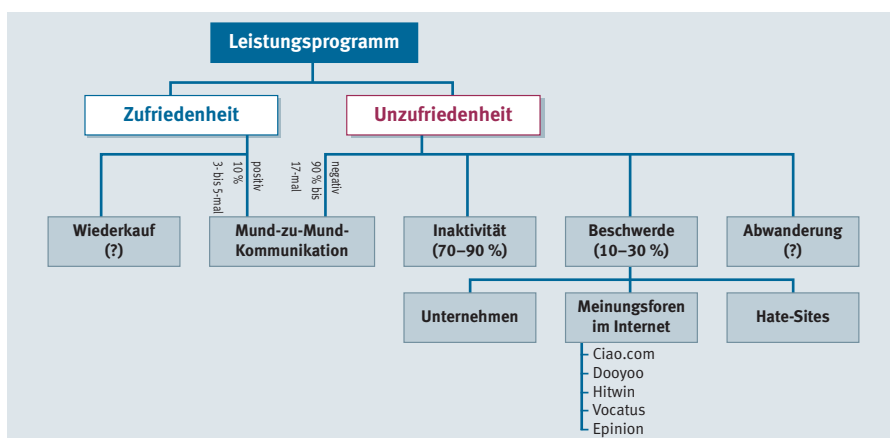 Leistungsprogramm
Zufriedenheit
Unzufriedenheit
positiv
10 %
3- bis 5-mal
negativ
90 % bis
17-mal
Wiederkauf
(?)
Mund-zu-Mund-
Kommunikation
Inaktivität
(70–90 %)
Beschwerde
(10–30 %)
Abwanderung
(?)
Unternehmen
Meinungsforen
im Internet
Hate-Sites
Ciao.com
Dooyoo
Hitwin
Vocatus
Epinion